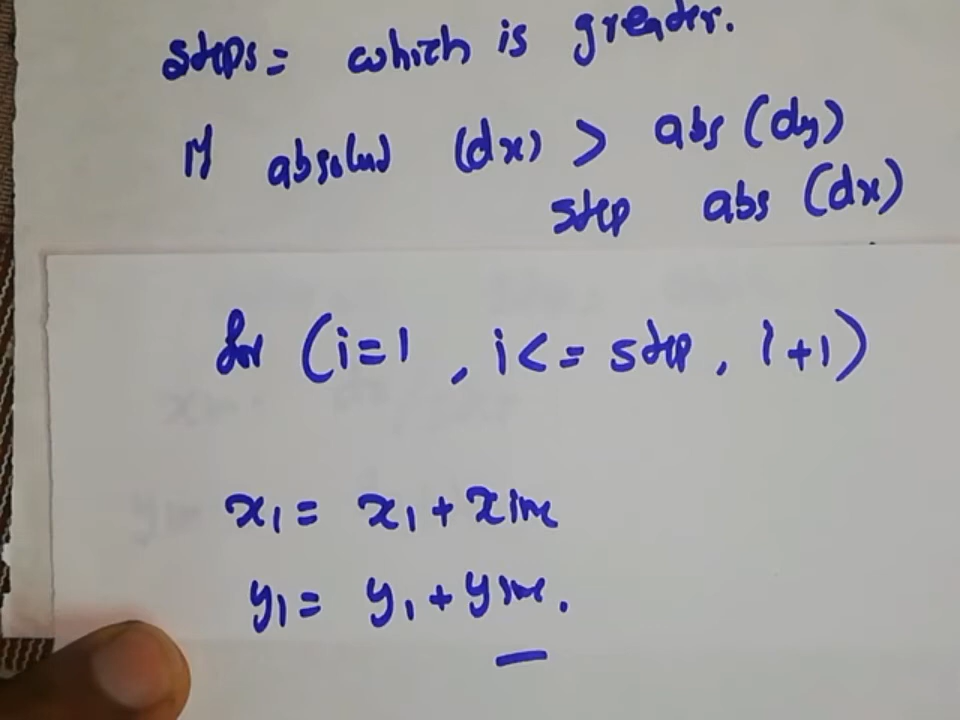 steps= which is greater.
If absolud (dx) > abs (dy)
step abs (dx)
for (i=1 , i<= step , i+1)
x1= x1 + xinc
y1= y1 + yinc.